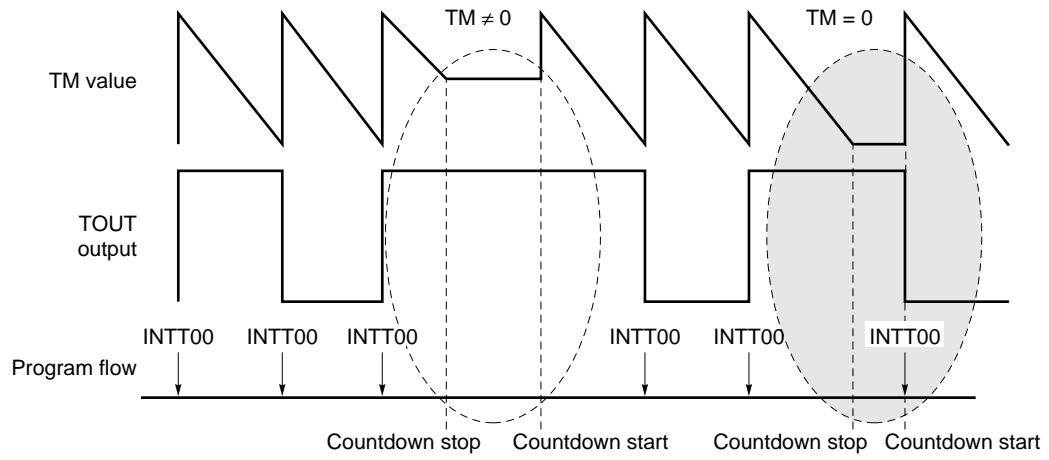 TM ≠ 0
TM = 0
TM value
TOUT
output
INTT00 INTT00 INTT00 INTT00 INTT00 INTT00
Program flow
Countdown stop Countdown start Countdown stop Countdown start